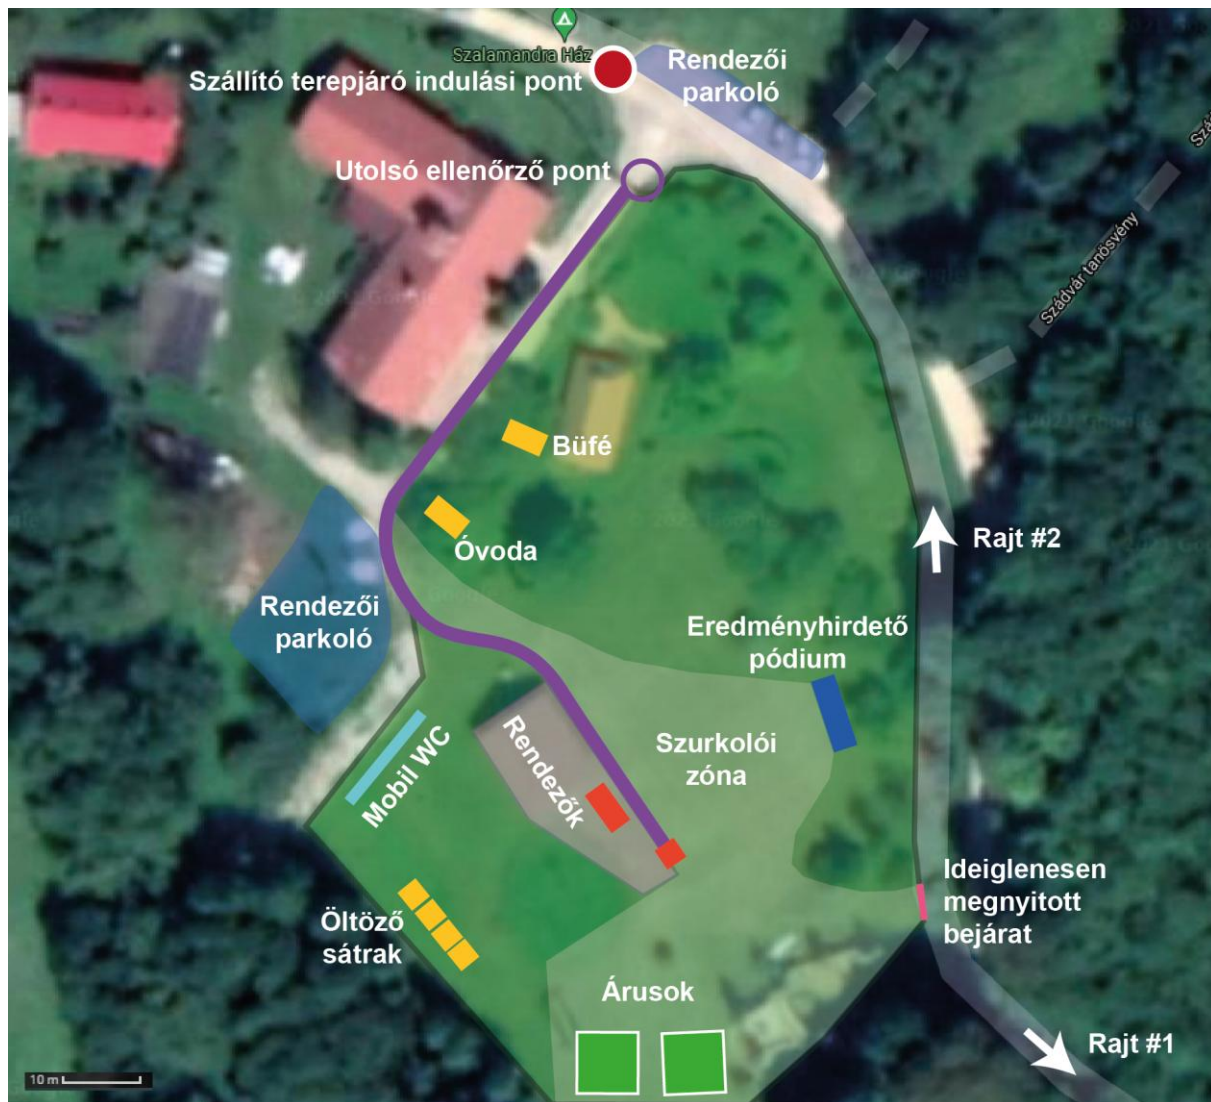 Szalamandra Ház
Szállító terepjáró indulási pont
Rendezői
parkoló
Utolsó ellenőrző pont
Szádvár tanösvény
Büfé
Óvoda
Rajt #2
Rendezői
parkoló
Eredményhirdető
pódium
Rendezők
Szurkolói
zóna
Mobil WC
Ideiglenesen
megnyitott
bejárat
Öltöző
sátrak
Árusok
Rajt #1
10 m